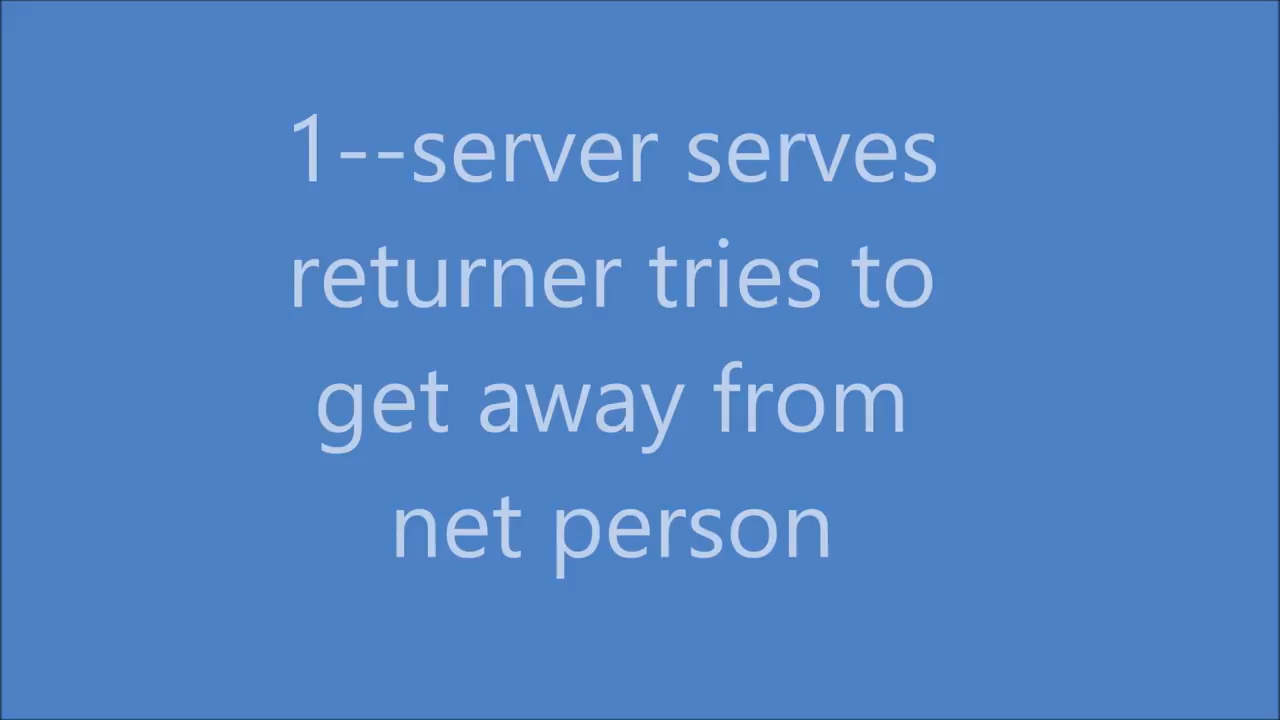 1--server serves
returner tries to
get away from
net person